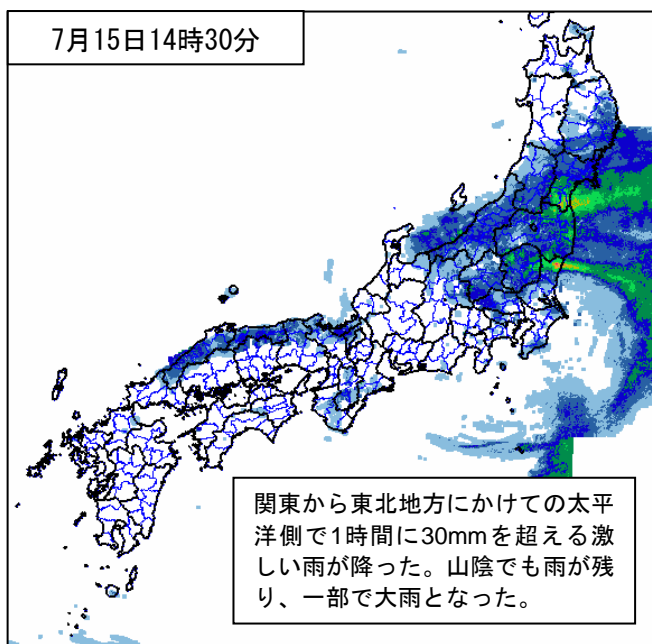 7月15日14時30分
関東から東北地方にかけての太平
洋側で1時間に30mmを超える激
しい雨が降った。山陰でも雨が残
り、一部で大雨となった。